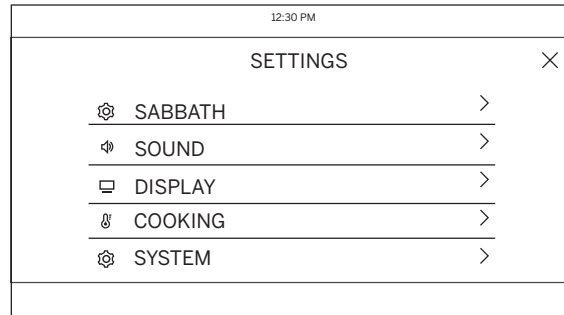 12:30 PM
SETTINGS
SABBATH
SOUND
DISPLAY
COOKING
SYSTEM